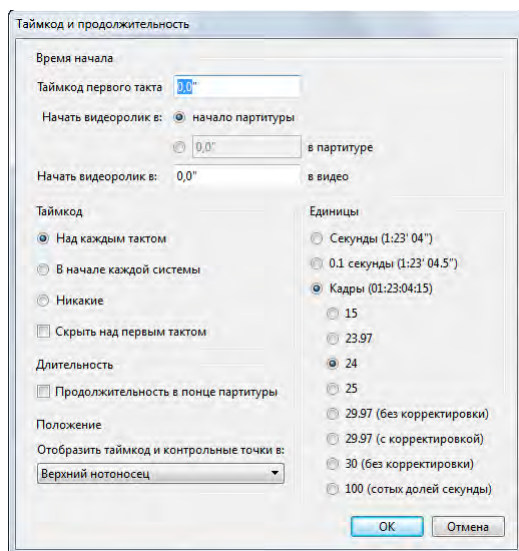 Таймкод и продолжительность
Время начала
Таймкод первого такта 0,0"
Начать видеоролик в: начало партитуры
0,0" в партитуре
Начать видеоролик в: 0,0" в видео
Таймкод
Над каждым тактом
В начале каждой системы
Никакие
Скрыть над первым тактом
Длительность
Продолжительность в понце партитуры
Положение
Отобразить таймкод и контрольные точки в:
Верхний нотоносец
Единицы
Секунды (1:23' 04")
0.1 секунды (1:23' 04.5")
Кадры (01:23:04:15)
15
23.97
24
25
29.97 (без корректировки)
29.97 (с корректировкой)
30 (без корректировки)
100 (сотых долей секунды)
OK Отмена